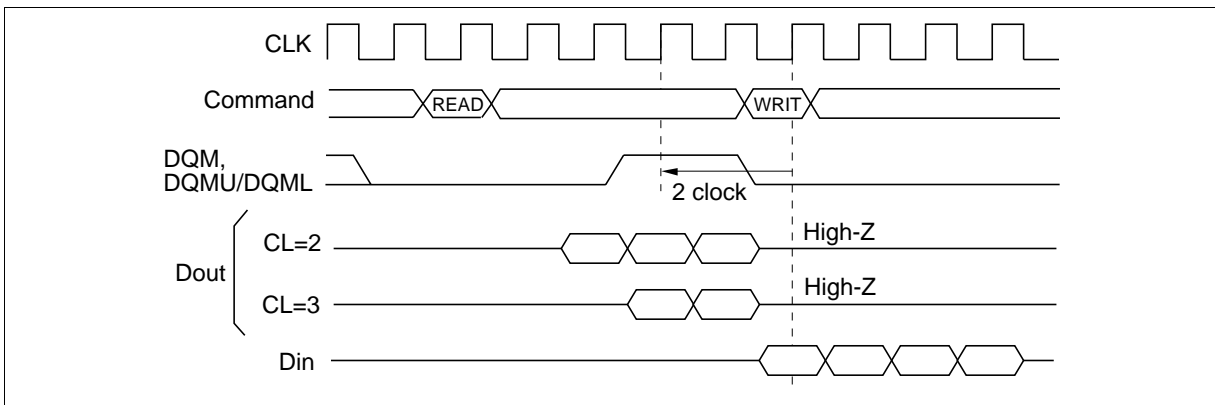 CLK
Command
READ
WRIT
DQM,
DQMU/DQML
2 clock
CL=2
High-Z
Dout
CL=3
High-Z
Din